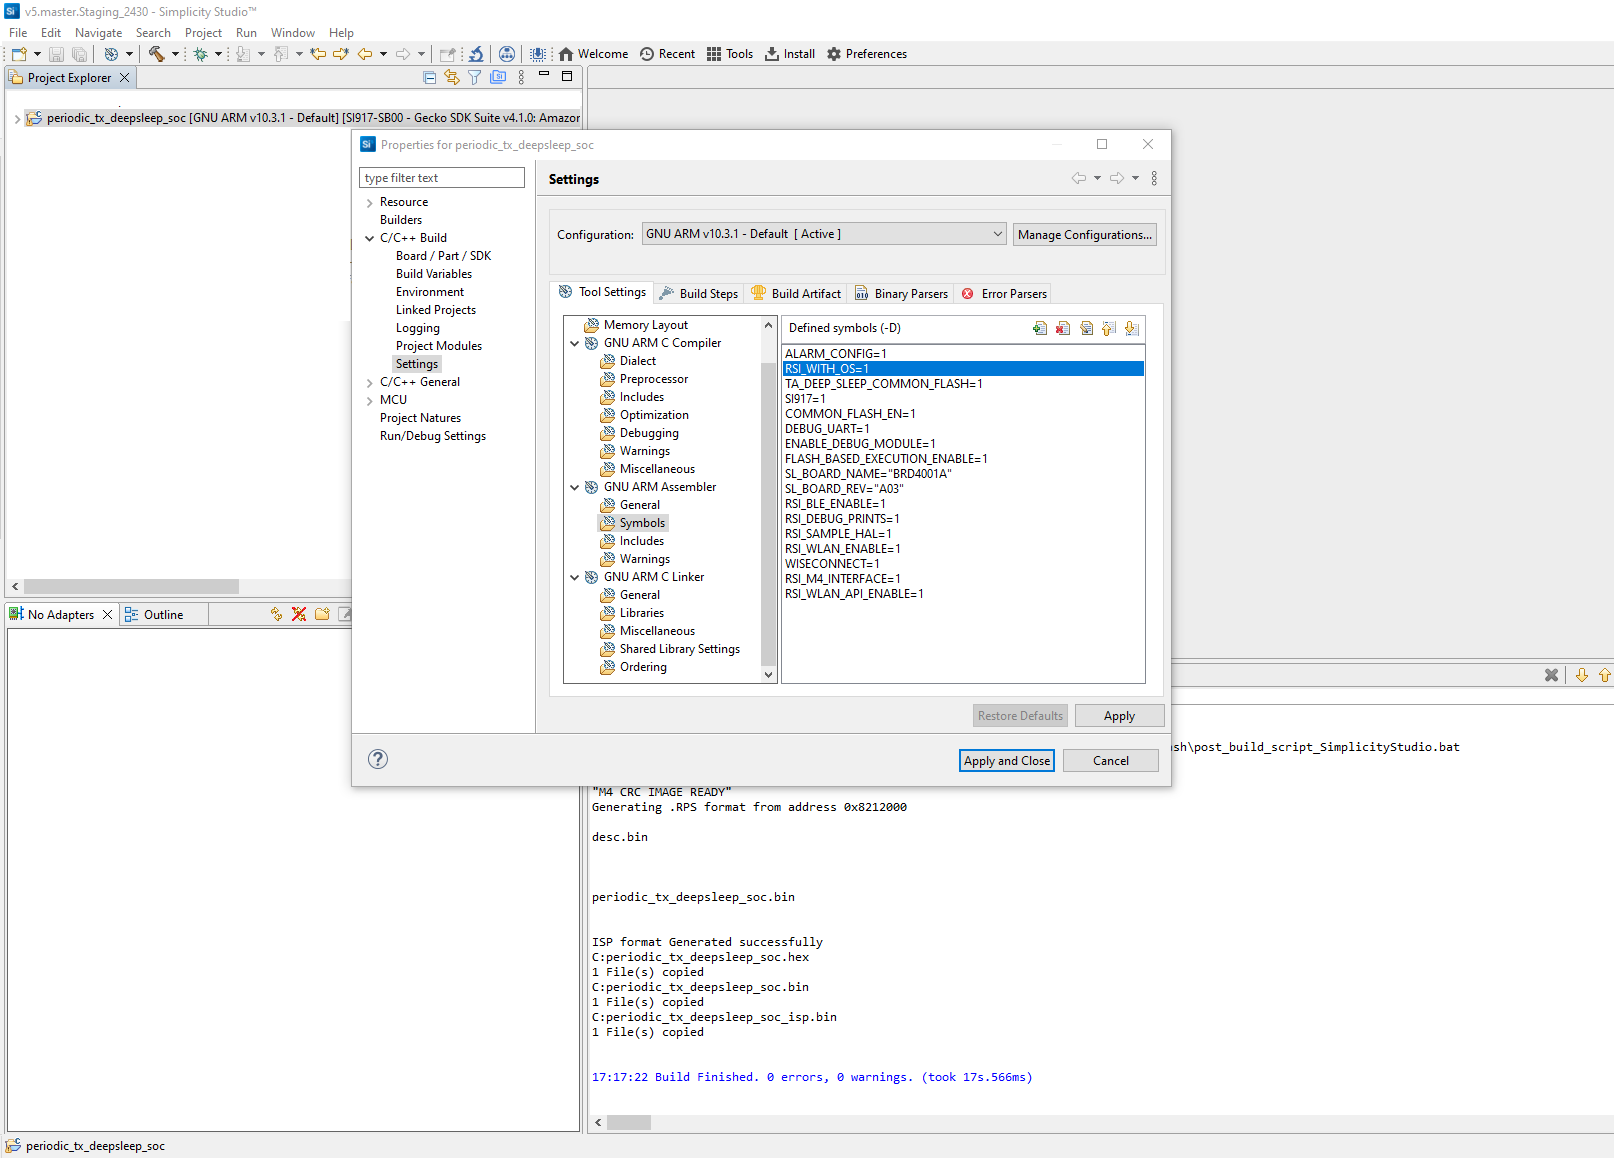 v5.master.Staging_2430 - Simplicity Studio™
File Edit Navigate Search Project Run Window Help
Welcome Recent Tools Install Preferences
Project Explorer
periodic_tx_deepsleep_soc [GNU ARM v10.3.1 - Default] [SI917-SB00 - Gecko SDK Suite v4.1.0: Amazon
Properties for periodic_tx_deepsleep_soc
type filter text
Resource
Builders
C/C++ Build
Board / Part / SDK
Build Variables
Environment
Linked Projects
Logging
Project Modules
Settings
C/C++ General
MCU
Project Natures
Run/Debug Settings
Settings
Configuration: GNU ARM v10.3.1 - Default [ Active ] Manage Configurations...
Tool Settings Build Steps Build Artifact Binary Parsers Error Parsers
Memory Layout
GNU ARM C Compiler
Dialect
Preprocessor
Includes
Optimization
Debugging
Warnings
Miscellaneous
GNU ARM Assembler
General
Symbols
Includes
Warnings
GNU ARM C Linker
General
Libraries
Miscellaneous
Shared Library Settings
Ordering
Defined symbols (-D)
ALARM_CONFIG=1
RSI_WITH_OS=1
TA_DEEP_SLEEP_COMMON_FLASH=1
SI917=1
COMMON_FLASH_EN=1
DEBUG_UART=1
ENABLE_DEBUG_MODULE=1
FLASH_BASED_EXECUTION_ENABLE=1
SL_BOARD_NAME="BRD4001A"
SL_BOARD_REV="A03"
RSI_BLE_ENABLE=1
RSI_DEBUG_PRINTS=1
RSI_SAMPLE_HAL=1
RSI_WLAN_ENABLE=1
WISECONNECT=1
RSI_M4_INTERFACE=1
RSI_WLAN_API_ENABLE=1
Restore Defaults Apply
Apply and Close Cancel
No Adapters Outline
sh\post_build_script_SimplicityStudio.bat
"M4 CRC IMAGE READY"
Generating .RPS format from address 0x8212000
desc.bin
periodic_tx_deepsleep_soc.bin
ISP format Generated successfully
C:periodic_tx_deepsleep_soc.hex
1 File(s) copied
C:periodic_tx_deepsleep_soc.bin
1 File(s) copied
C:periodic_tx_deepsleep_soc_isp.bin
1 File(s) copied
17:17:22 Build Finished. 0 errors, 0 warnings. (took 17s.566ms)
periodic_tx_deepsleep_soc